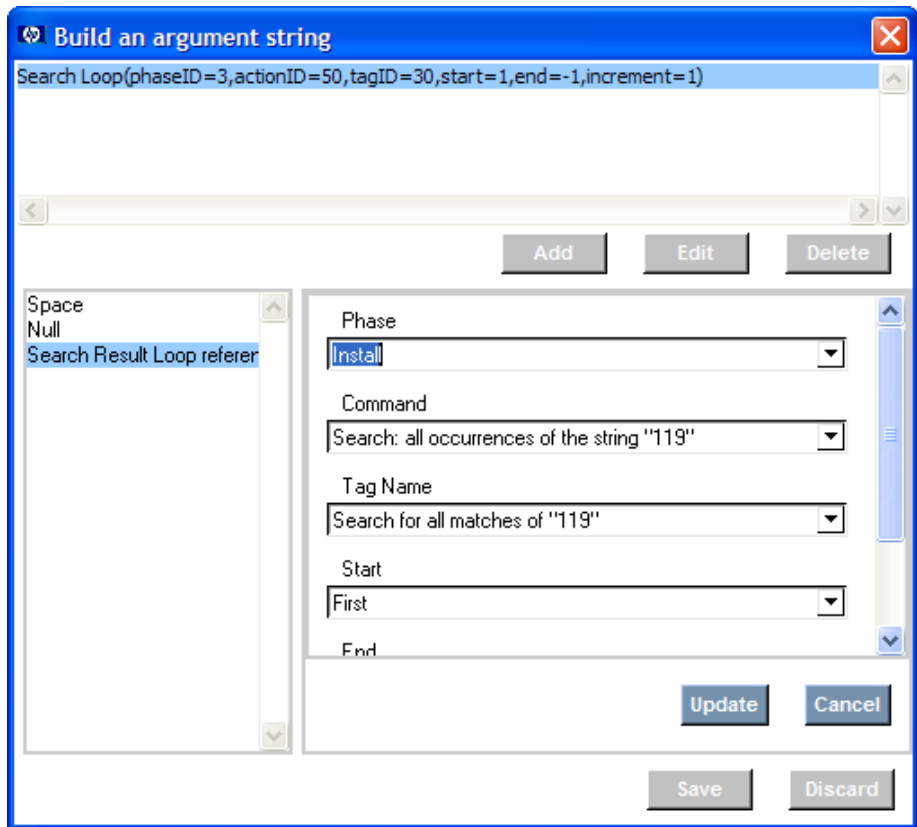 Build an argument string
Search Loop(phaseID=3,actionID=50,tagID=30,start=1,end=-1,increment=1)
Add Edit Delete
Space
Null
Search Result Loop referer
Phase
Install
Command
Search: all occurrences of the string "119"
Tag Name
Search for all matches of "119"
Start
First
End
Update Cancel
Save Discard